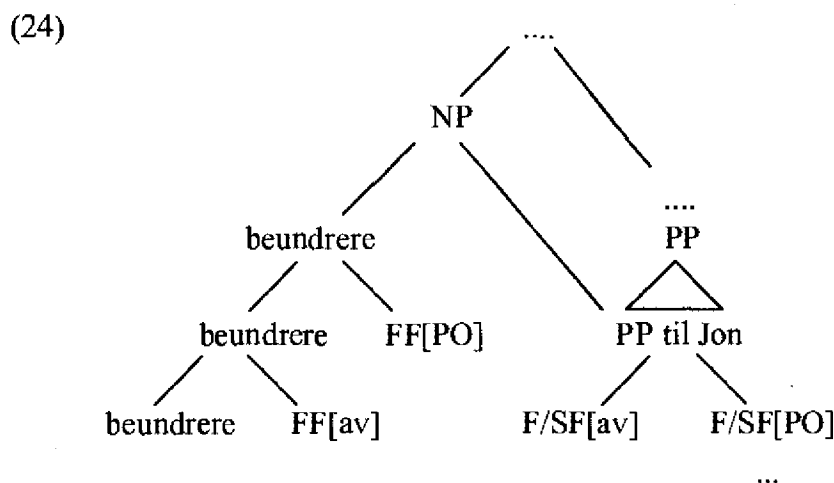 (24)
....
NP
....
beundrere PP
beundrere FF[PO] PP til Jon
beundrere FF[av] F/SF[av] F/SF[PO]
...